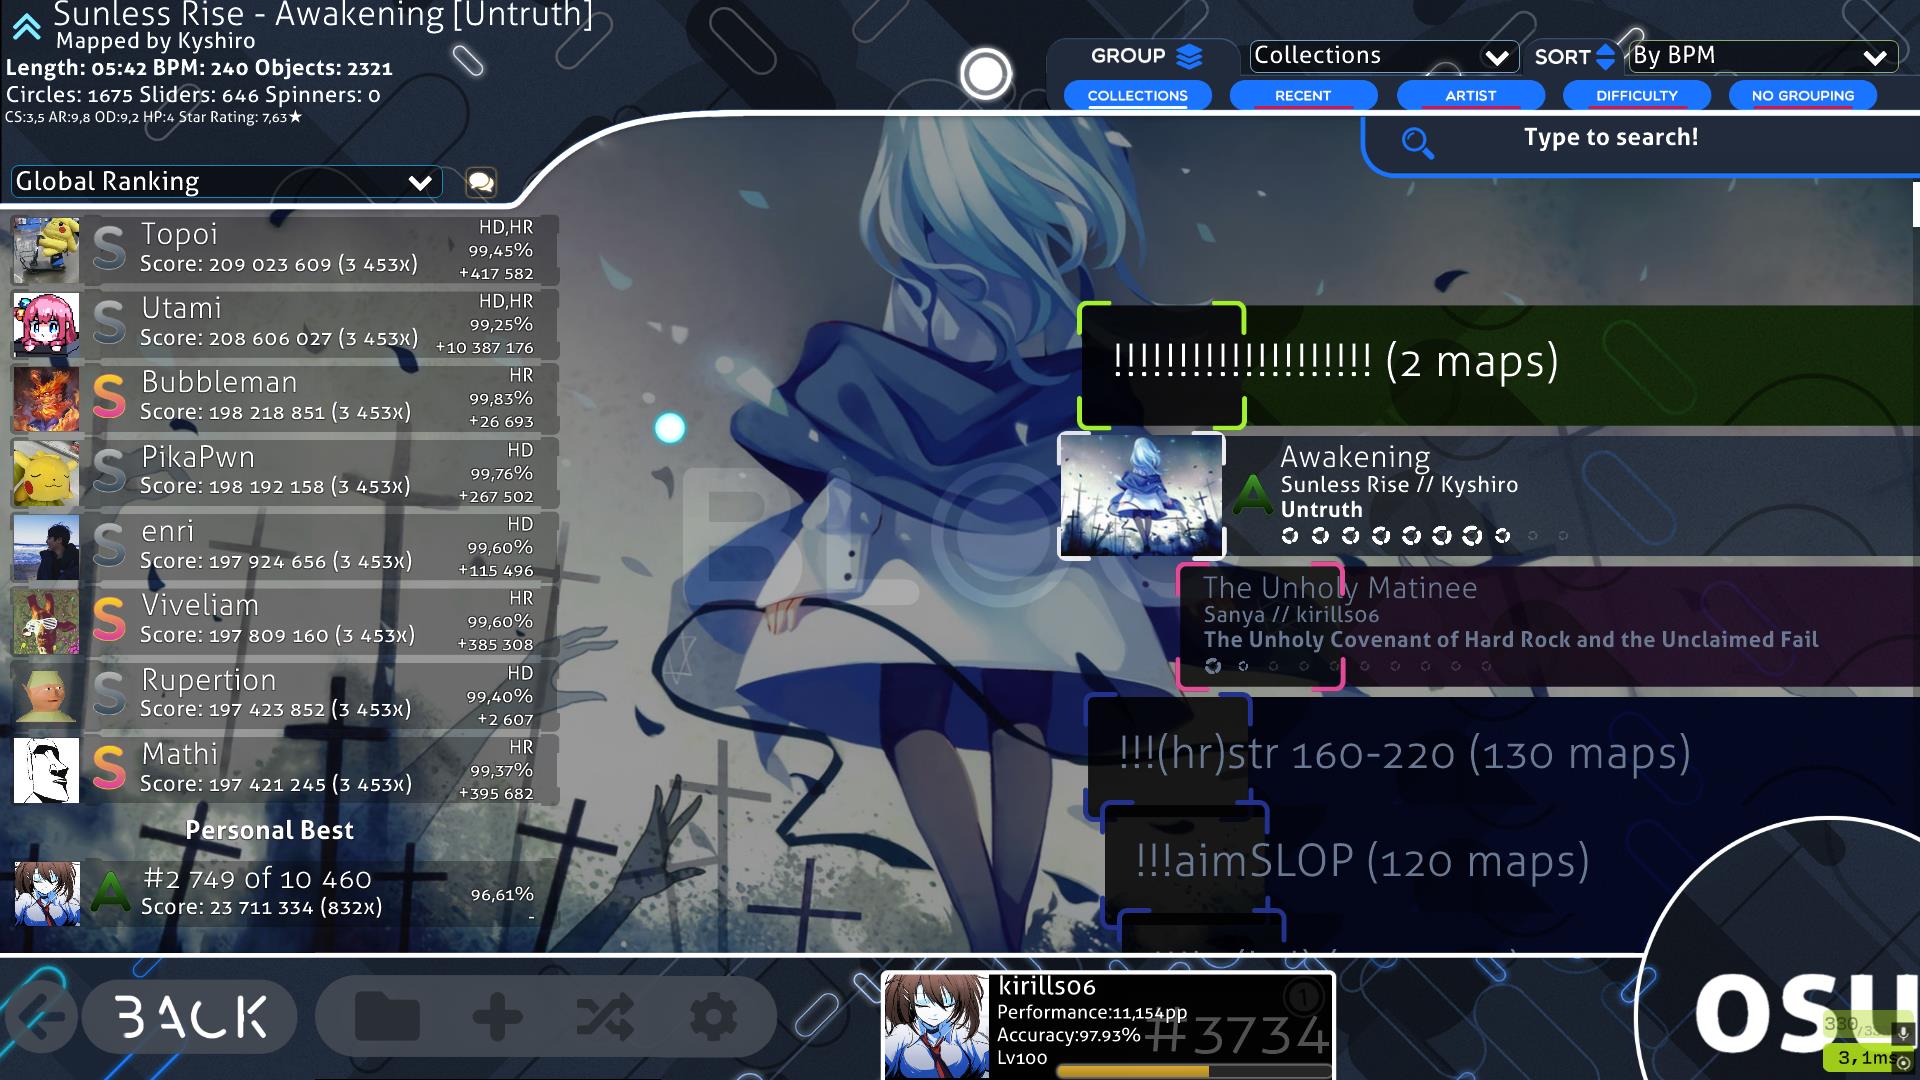 Sunless Rise - Awakening [Untruth]
Mapped by Kyshiro
Length: 05:42 BPM: 240 Objects: 2321
Circles: 1675 Sliders: 646 Spinners: 0
CS:3,5 AR:9,8 OD:9,2 HP:4 Star Rating: 7,63★
GROUP
Collections
SORT
By BPM
COLLECTIONS
RECENT
ARTIST
DIFFICULTY
NO GROUPING
Type to search!
Global Ranking
Topoi
Score: 209 023 609 (3 453x)
HD,HR
99,45%
+417 582
Utami
Score: 208 606 027 (3 453x)
HD,HR
99,25%
+10 387 176
Bubbleman
Score: 198 218 851 (3 453x)
HR
99,83%
+26 693
PikaPwn
Score: 198 192 158 (3 453x)
HD
99,76%
+267 502
enri
Score: 197 924 656 (3 453x)
HD
99,60%
+115 496
Viveliam
Score: 197 809 160 (3 453x)
HR
99,60%
+385 308
Rupertion
Score: 197 423 852 (3 453x)
HD
99,40%
+2 607
Mathi
Score: 197 421 245 (3 453x)
HR
99,37%
+395 682
Personal Best
#2 749 of 10 460
Score: 23 711 334 (832x)
96,61%
-
!!!!!!!!!!!!!!!!!!!! (2 maps)
Awakening
Sunless Rise // Kyshiro
Untruth
The Unholy Matinee
Sanya // kirills06
The Unholy Covenant of Hard Rock and the Unclaimed Fail
!!!(hr)str 160-220 (130 maps)
!!!aimSLOP (120 maps)
BACK
kirills06
Performance:11,154pp
Accuracy:97.93%
Lv100
#3734
osu
3,1ms